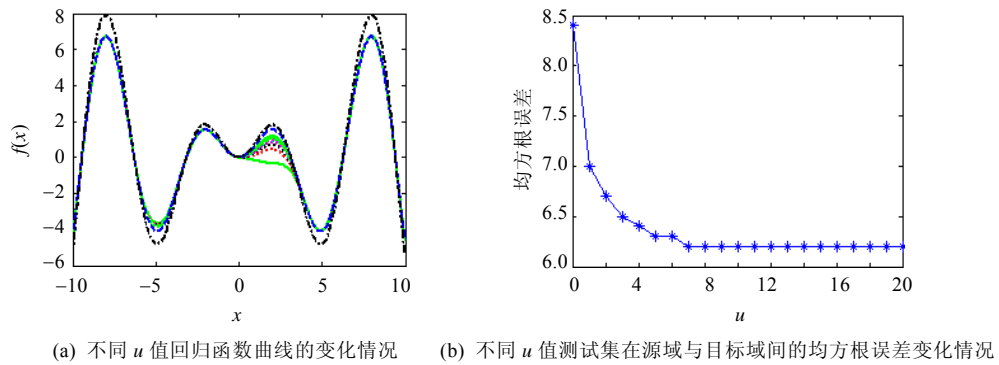 8
6
4
2
0
−2
−4
−6
f(x)
−10 −5 0 5 10
x
(a) 不同 u 值回归函数曲线的变化情况
8.5
8.0
7.5
7.0
6.5
6.0
均方根误差
0 4 8 12 16 20
u
(b) 不同 u 值测试集在源域与目标域间的均方根误差变化情况